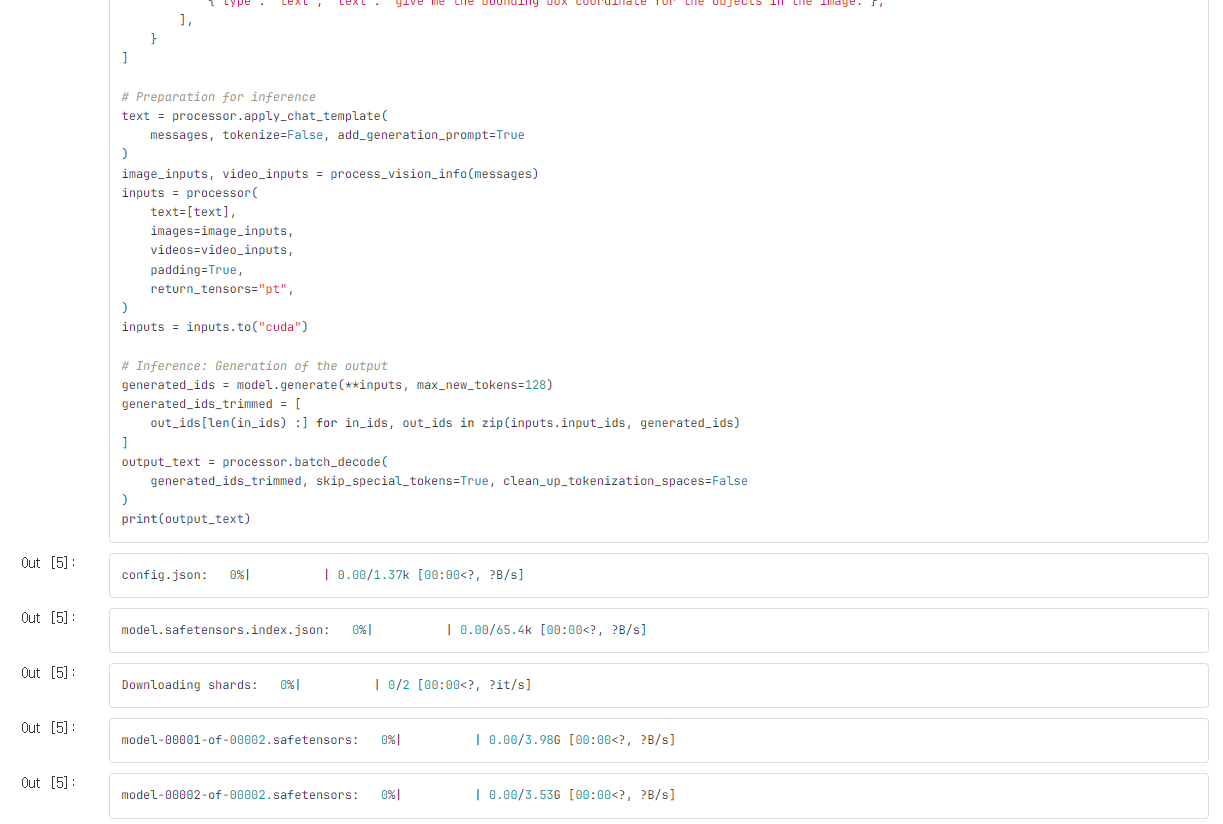 {"type": "text", "text": "give me the bounding box coordinate for the objects in the image."},
],
}
]
# Preparation for inference
text = processor.apply_chat_template(
messages, tokenize=False, add_generation_prompt=True
)
image_inputs, video_inputs = process_vision_info(messages)
inputs = processor(
text=[text],
images=image_inputs,
videos=video_inputs,
padding=True,
return_tensors="pt",
)
inputs = inputs.to("cuda")
# Inference: Generation of the output
generated_ids = model.generate(**inputs, max_new_tokens=128)
generated_ids_trimmed = [
out_ids[len(in_ids) :] for in_ids, out_ids in zip(inputs.input_ids, generated_ids)
]
output_text = processor.batch_decode(
generated_ids_trimmed, skip_special_tokens=True, clean_up_tokenization_spaces=False
)
print(output_text)
Out [5]:
config.json:   0%|          | 0.00/1.37k [00:00<?, ?B/s]
Out [5]:
model.safetensors.index.json:   0%|          | 0.00/65.4k [00:00<?, ?B/s]
Out [5]:
Downloading shards:   0%|          | 0/2 [00:00<?, ?it/s]
Out [5]:
model-00001-of-00002.safetensors:   0%|          | 0.00/3.98G [00:00<?, ?B/s]
Out [5]:
model-00002-of-00002.safetensors:   0%|          | 0.00/3.53G [00:00<?, ?B/s]